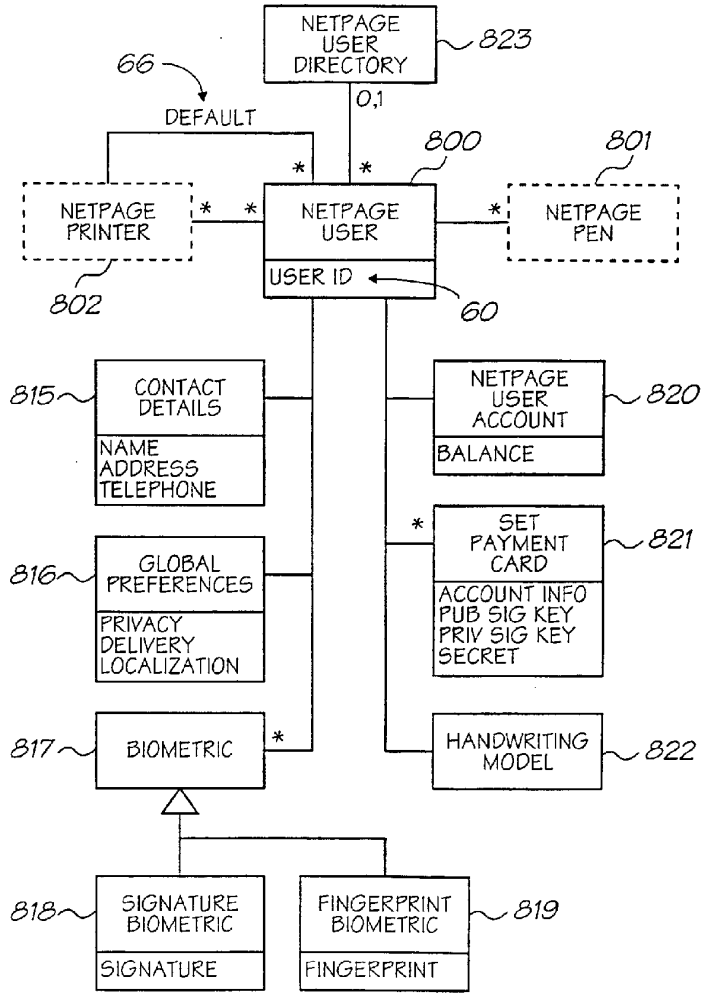 NETPAGE
USER
DIRECTORY
823
66
0,1
DEFAULT
800
801
*
*
NETPAGE
PRINTER
*
*
NETPAGE
USER
*
NETPAGE
PEN
802
USER ID
60
815
CONTACT
DETAILS
NAME
ADDRESS
TELEPHONE
NETPAGE
USER
ACCOUNT
820
BALANCE
816
GLOBAL
PREFERENCES
PRIVACY
DELIVERY
LOCALIZATION
*
SET
PAYMENT
CARD
821
ACCOUNT INFO
PUB SIG KEY
PRIV SIG KEY
SECRET
817
BIOMETRIC
*
HANDWRITING
MODEL
822
818
SIGNATURE
BIOMETRIC
SIGNATURE
FINGERPRINT
BIOMETRIC
819
FINGERPRINT